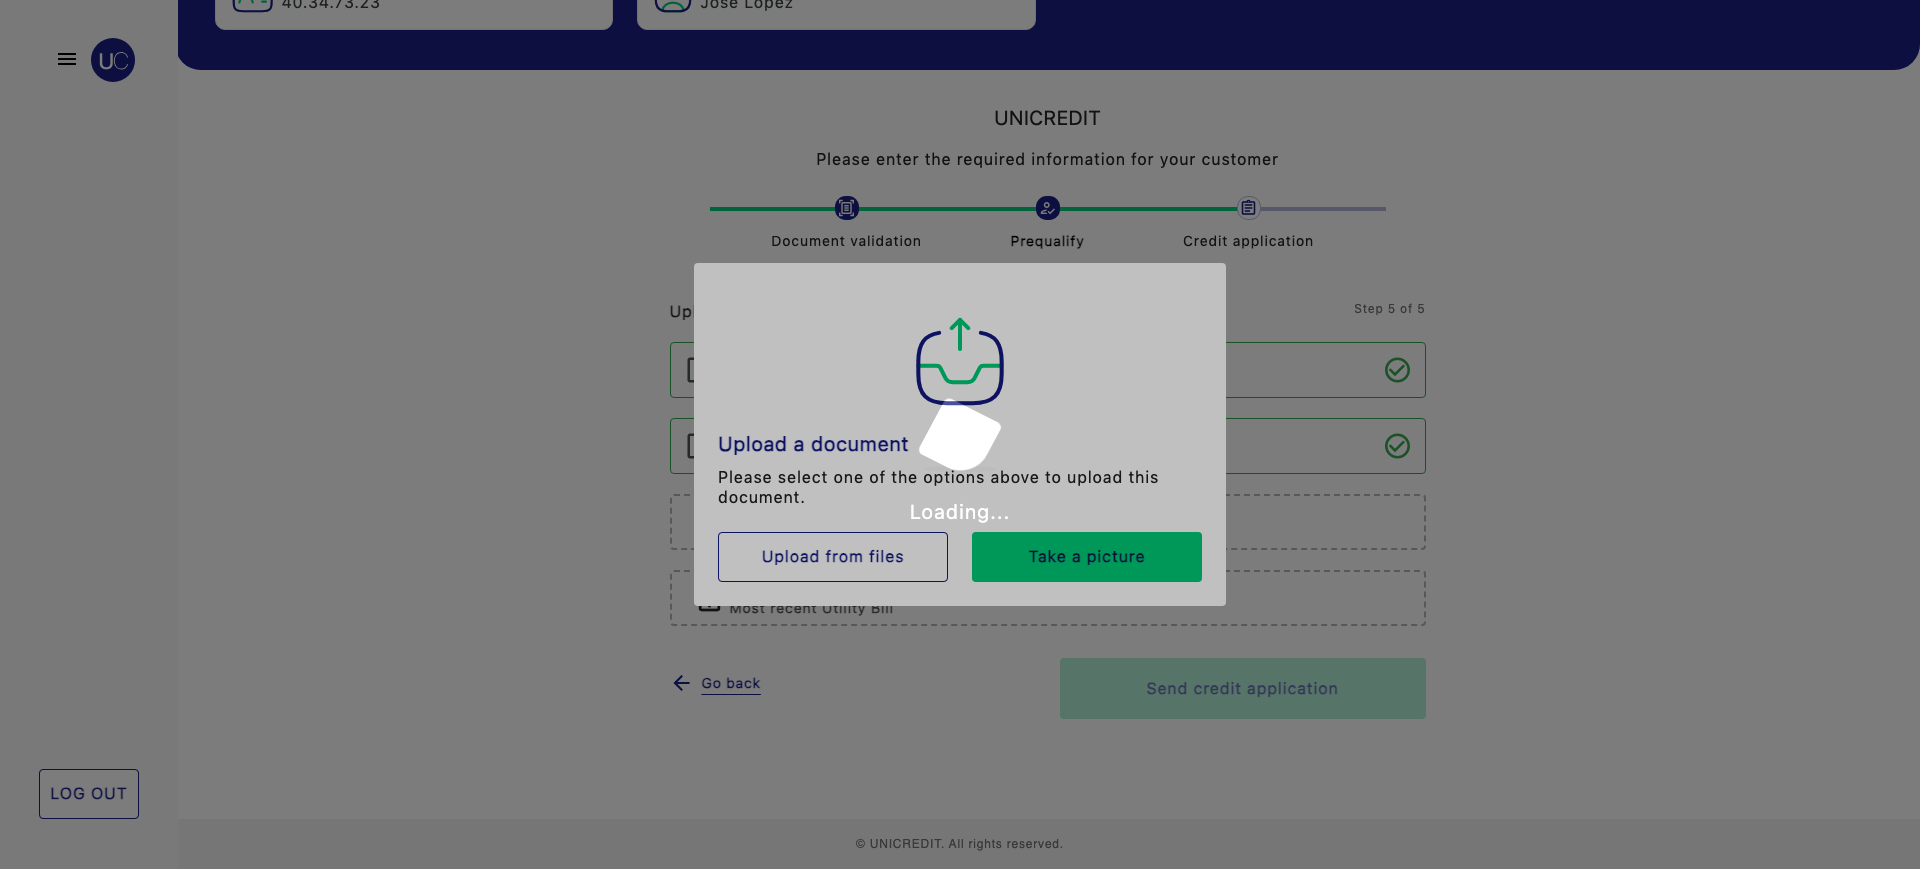 40.34.73.23
Jose Lopez
UC
UNICREDIT
Please enter the required information for your customer
Document validation
Prequalify
Credit application
Step 5 of 5
Upload a document
Please select one of the options above to upload this
document.
Loading...
Upload from files
Take a picture
Most recent Utility Bill
Go back
Send credit application
LOG OUT
© UNICREDIT. All rights reserved.